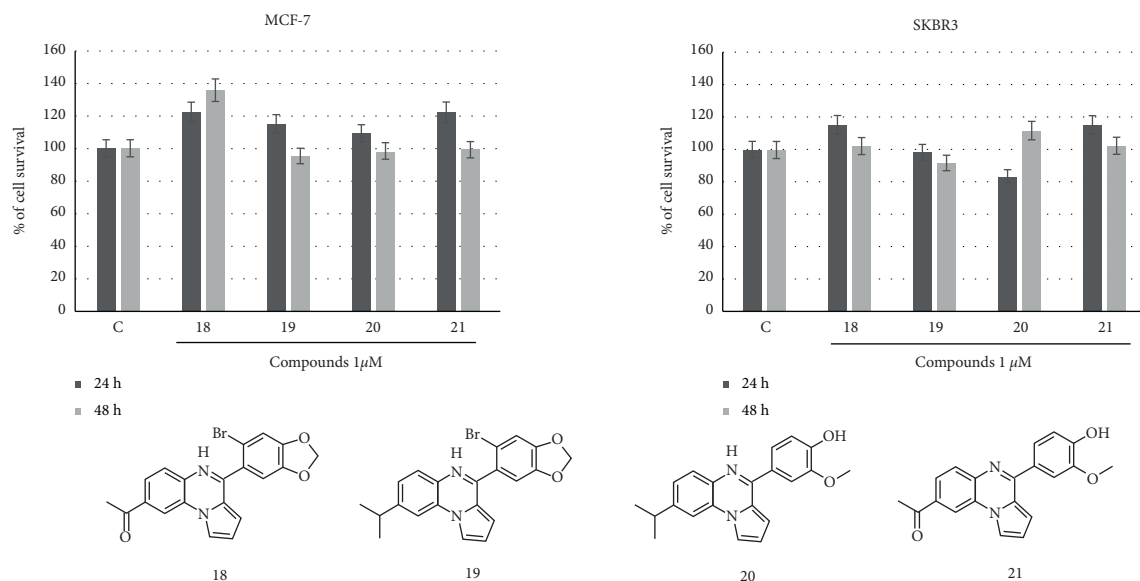 MCF-7
% of cell survival
160
140
120
100
80
60
40
20
0
C 18 19 20 21
Compounds 1μM
24 h
48 h
SKBR3
% of cell survival
160
140
120
100
80
60
40
20
0
C 18 19 20 21
Compounds 1 μM
24 h
48 h
Br
O
O
H
N
N
O
18
Br
O
O
H
N
N
19
OH
O
H
N
N
20
OH
O
N
N
O
21